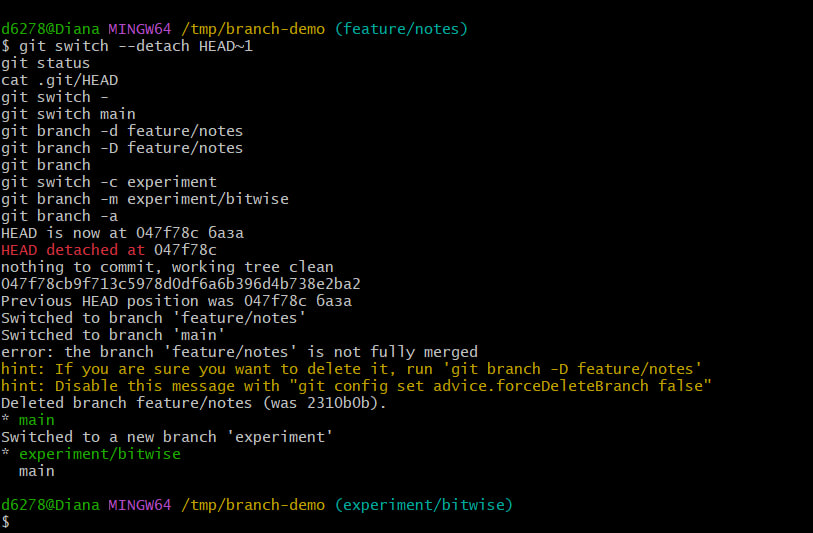 d6278@Diana MINGW64 /tmp/branch-demo (feature/notes)
$ git switch --detach HEAD~1
git status
cat .git/HEAD
git switch -
git switch main
git branch -d feature/notes
git branch -D feature/notes
git branch
git switch -c experiment
git branch -m experiment/bitwise
git branch -a
HEAD is now at 047f78c база
HEAD detached at 047f78c
nothing to commit, working tree clean
047f78cb9f713c5978d0df6a6b396d4b738e2ba2
Previous HEAD position was 047f78c база
Switched to branch 'feature/notes'
Switched to branch 'main'
error: the branch 'feature/notes' is not fully merged
hint: If you are sure you want to delete it, run 'git branch -D feature/notes'
hint: Disable this message with "git config set advice.forceDeleteBranch false"
Deleted branch feature/notes (was 2310b0b).
* main
Switched to a new branch 'experiment'
* experiment/bitwise
  main
d6278@Diana MINGW64 /tmp/branch-demo (experiment/bitwise)
$